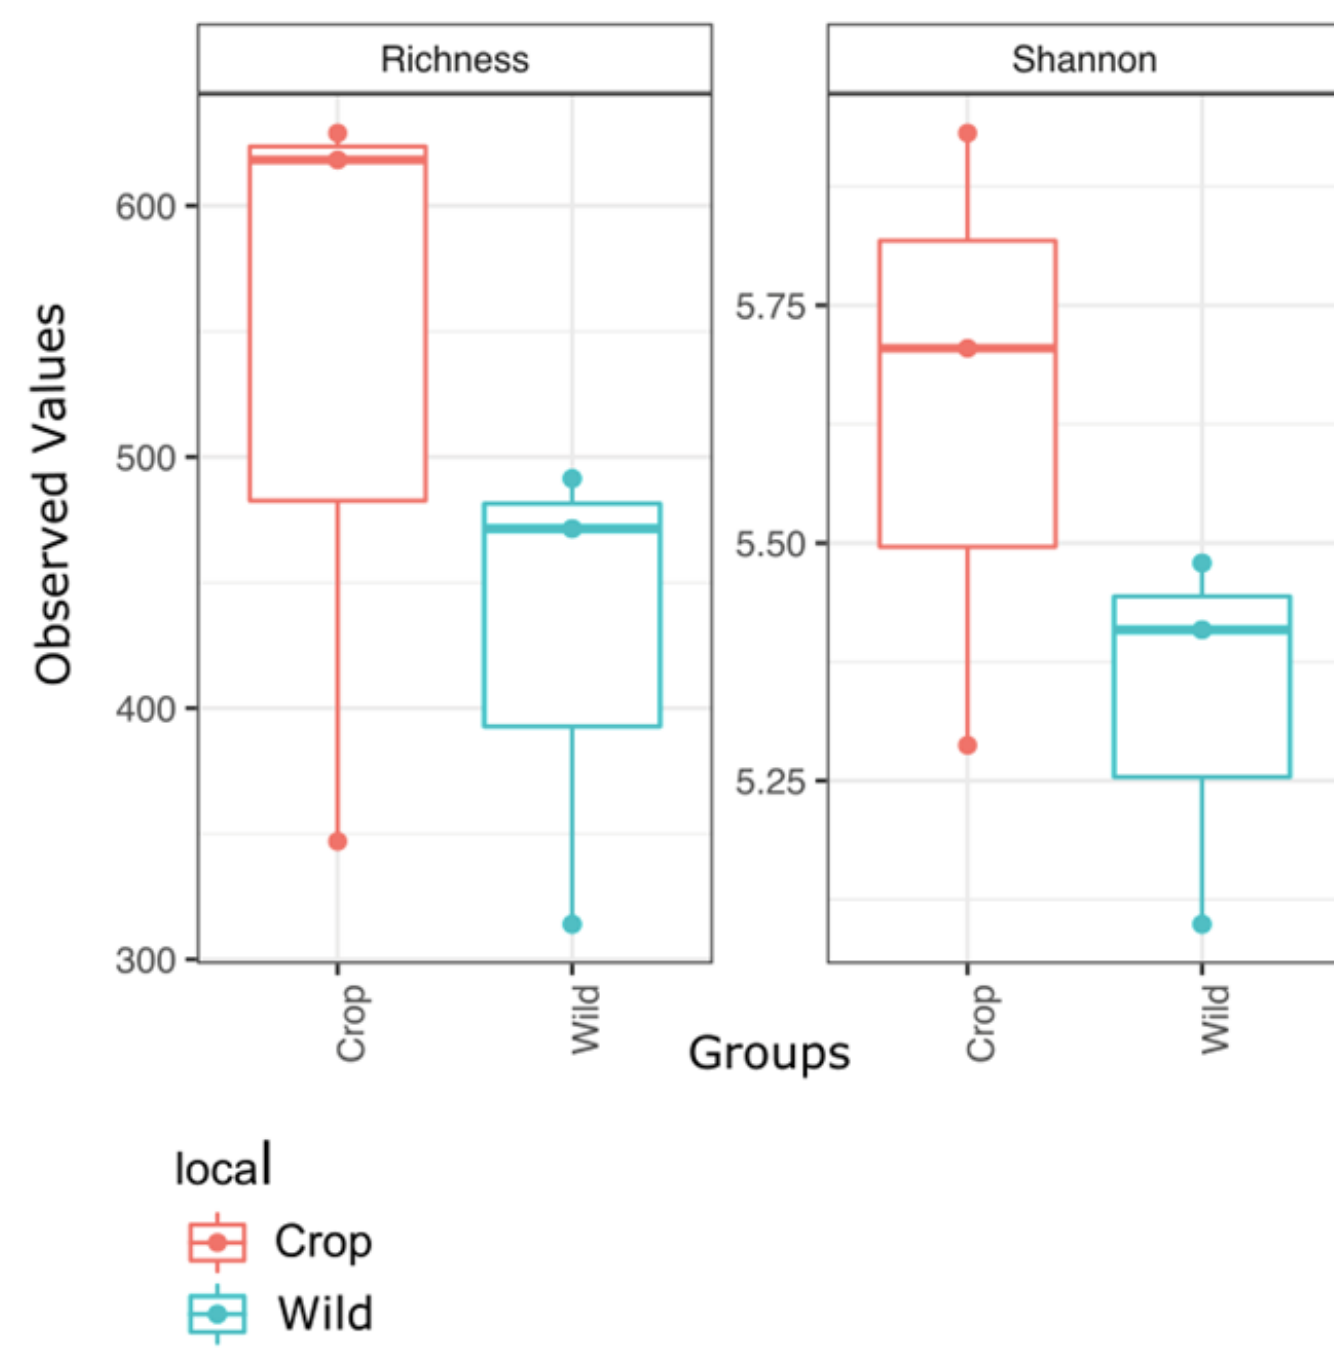 Richness
Shannon
Observed Values
600
500
400
300
5.75
5.50
5.25
Crop
Wild
Crop
Wild
Groups
local
Crop
Wild